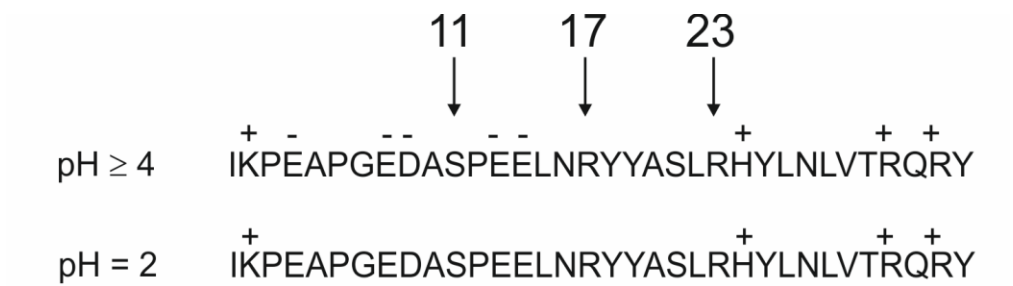 11 17 23
+ - - - - - + + +
pH ≥ 4 IKPEAPGEDASPEELNRYYASLRHYLNLVTRQRY
+ + + +
pH = 2 IKPEAPGEDASPEELNRYYASLRHYLNLVTRQRY